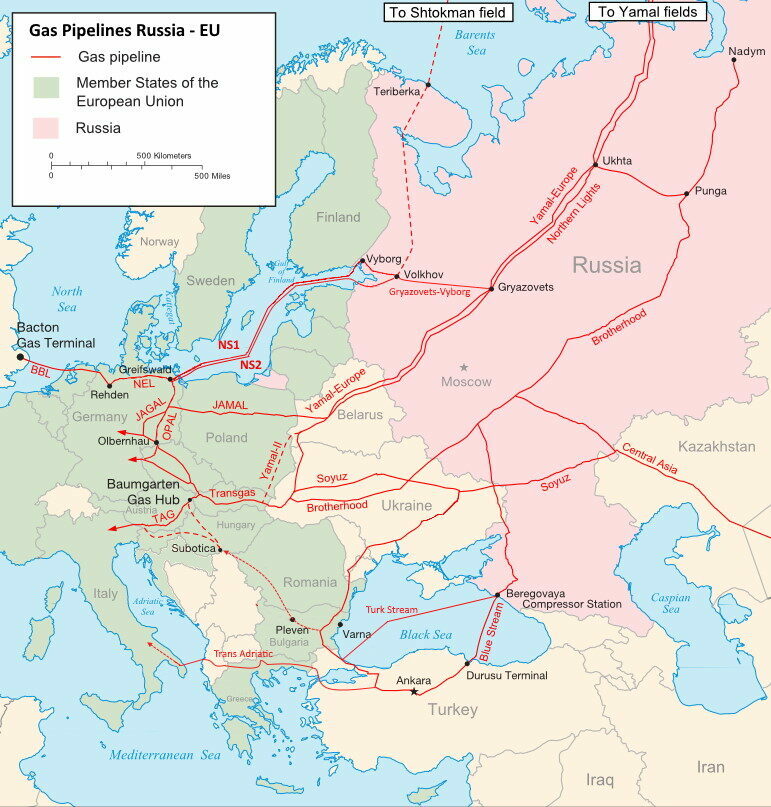 To Shtokman field
To Yamal fields
Gas Pipelines Russia - EU
Gas pipeline
Member States of the
European Union
Russia
0
500 Kilometers
0
500 Miles
Barents
Sea
Nadym
Teriberka
Ukhta
Punga
Yamal-Europe
Northern Lights
Finland
Norway
Sweden
Vyborg
Volkhov
Gulf
of
Finland
Gryazovets
Gryazovets-Vyborg
Russia
North
Sea
Kattegat
Bacton
Gas Terminal
BBL
NS1
NS2
Greifswald
NEL
Rehden
Brotherhood
Moscow
Yamal-Europe
JAGAL
JAMAL
OPAL
Germany
Poland
Belarus
Olbernhau
Yamal-II
Kazakhstan
Central Asia
Soyuz
Soyuz
Baumgarten
Gas Hub
Transgas
Brotherhood
Ukraine
Austria
TAG
Hungary
Subotica
Romania
Italy
Adriatic
Sea
Beregovaya
Compressor Station
Caspian
Sea
Turk Stream
Pleven
Bulgaria
Varna
Black Sea
Blue Stream
Trans Adriatic
Durusu Terminal
Ankara
Greece
Turkey
Mediterranean Sea
Iraq
Iran